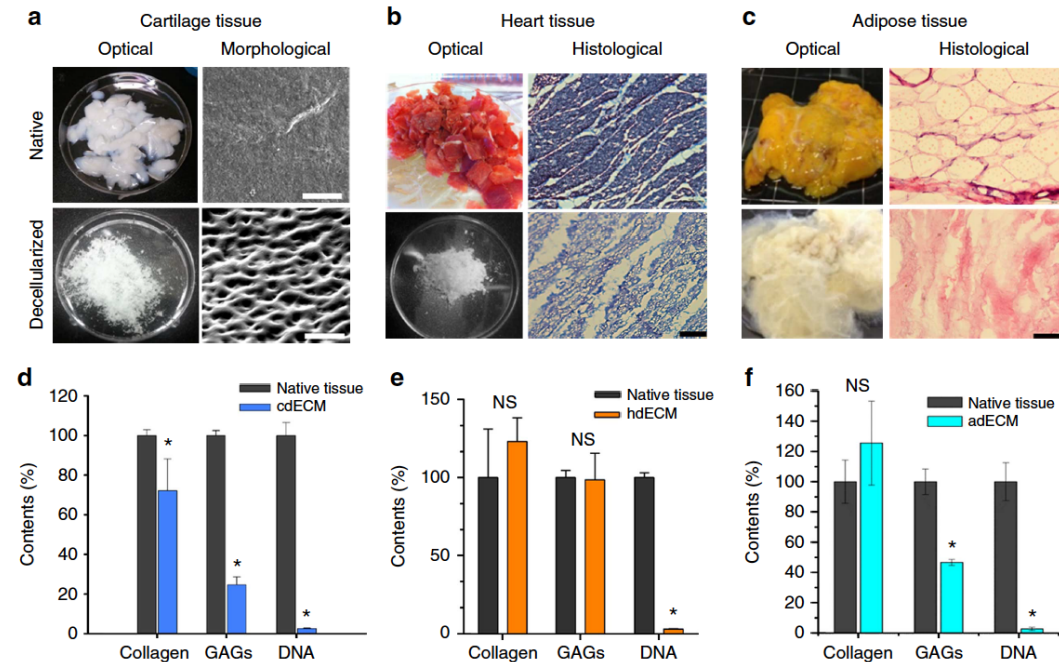 a Cartilage tissue
Optical Morphological
Native
Decellularized
b Heart tissue
Optical Histological
c Adipose tissue
Optical Histological
d
Native tissue
cdECM
Contents (%)
120
100
80
60
40
20
0
*
*
*
Collagen GAGs DNA
e
Native tissue
hdECM
Contents (%)
150
100
50
0
NS
NS
*
Collagen GAGs DNA
f
Native tissue
adECM
Contents (%)
160
140
120
100
80
60
40
20
0
NS
*
*
Collagen GAGs DNA